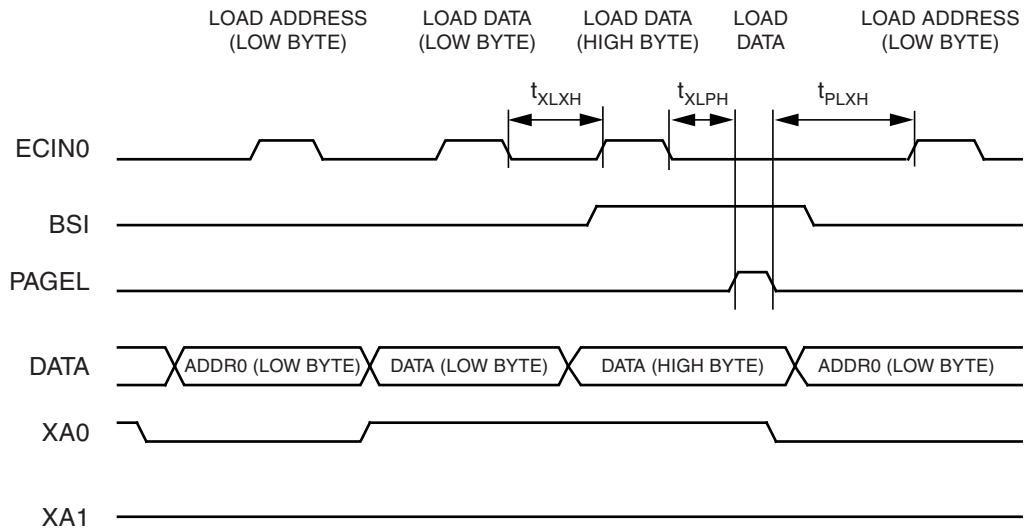 LOAD ADDRESS
(LOW BYTE)
LOAD DATA
(LOW BYTE)
LOAD DATA
(HIGH BYTE)
LOAD
DATA
LOAD ADDRESS
(LOW BYTE)
tXLXH
tXLPH
tPLXH
ECIN0
BSI
PAGEL
DATA
ADDR0 (LOW BYTE)
DATA (LOW BYTE)
DATA (HIGH BYTE)
ADDR0 (LOW BYTE)
XA0
XA1